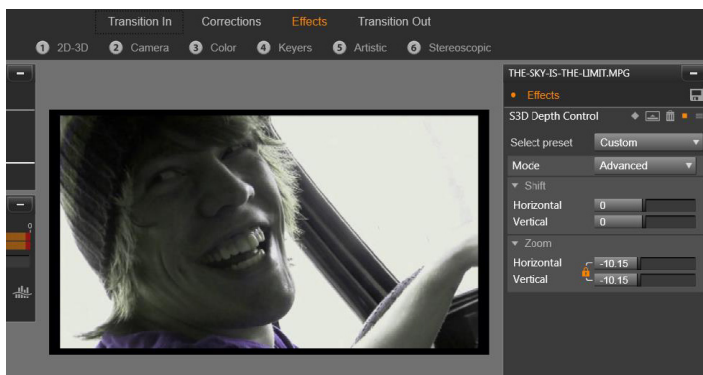 Transition In Corrections Effects Transition Out
1 2D-3D 2 Camera 3 Color 4 Keyers 5 Artistic 6 Stereoscopic
THE-SKY-IS-THE-LIMIT.MPG
Effects
S3D Depth Control
Select preset Custom
Mode Advanced
Shift
Horizontal 0
Vertical 0
Zoom
Horizontal -10.15
Vertical -10.15
0